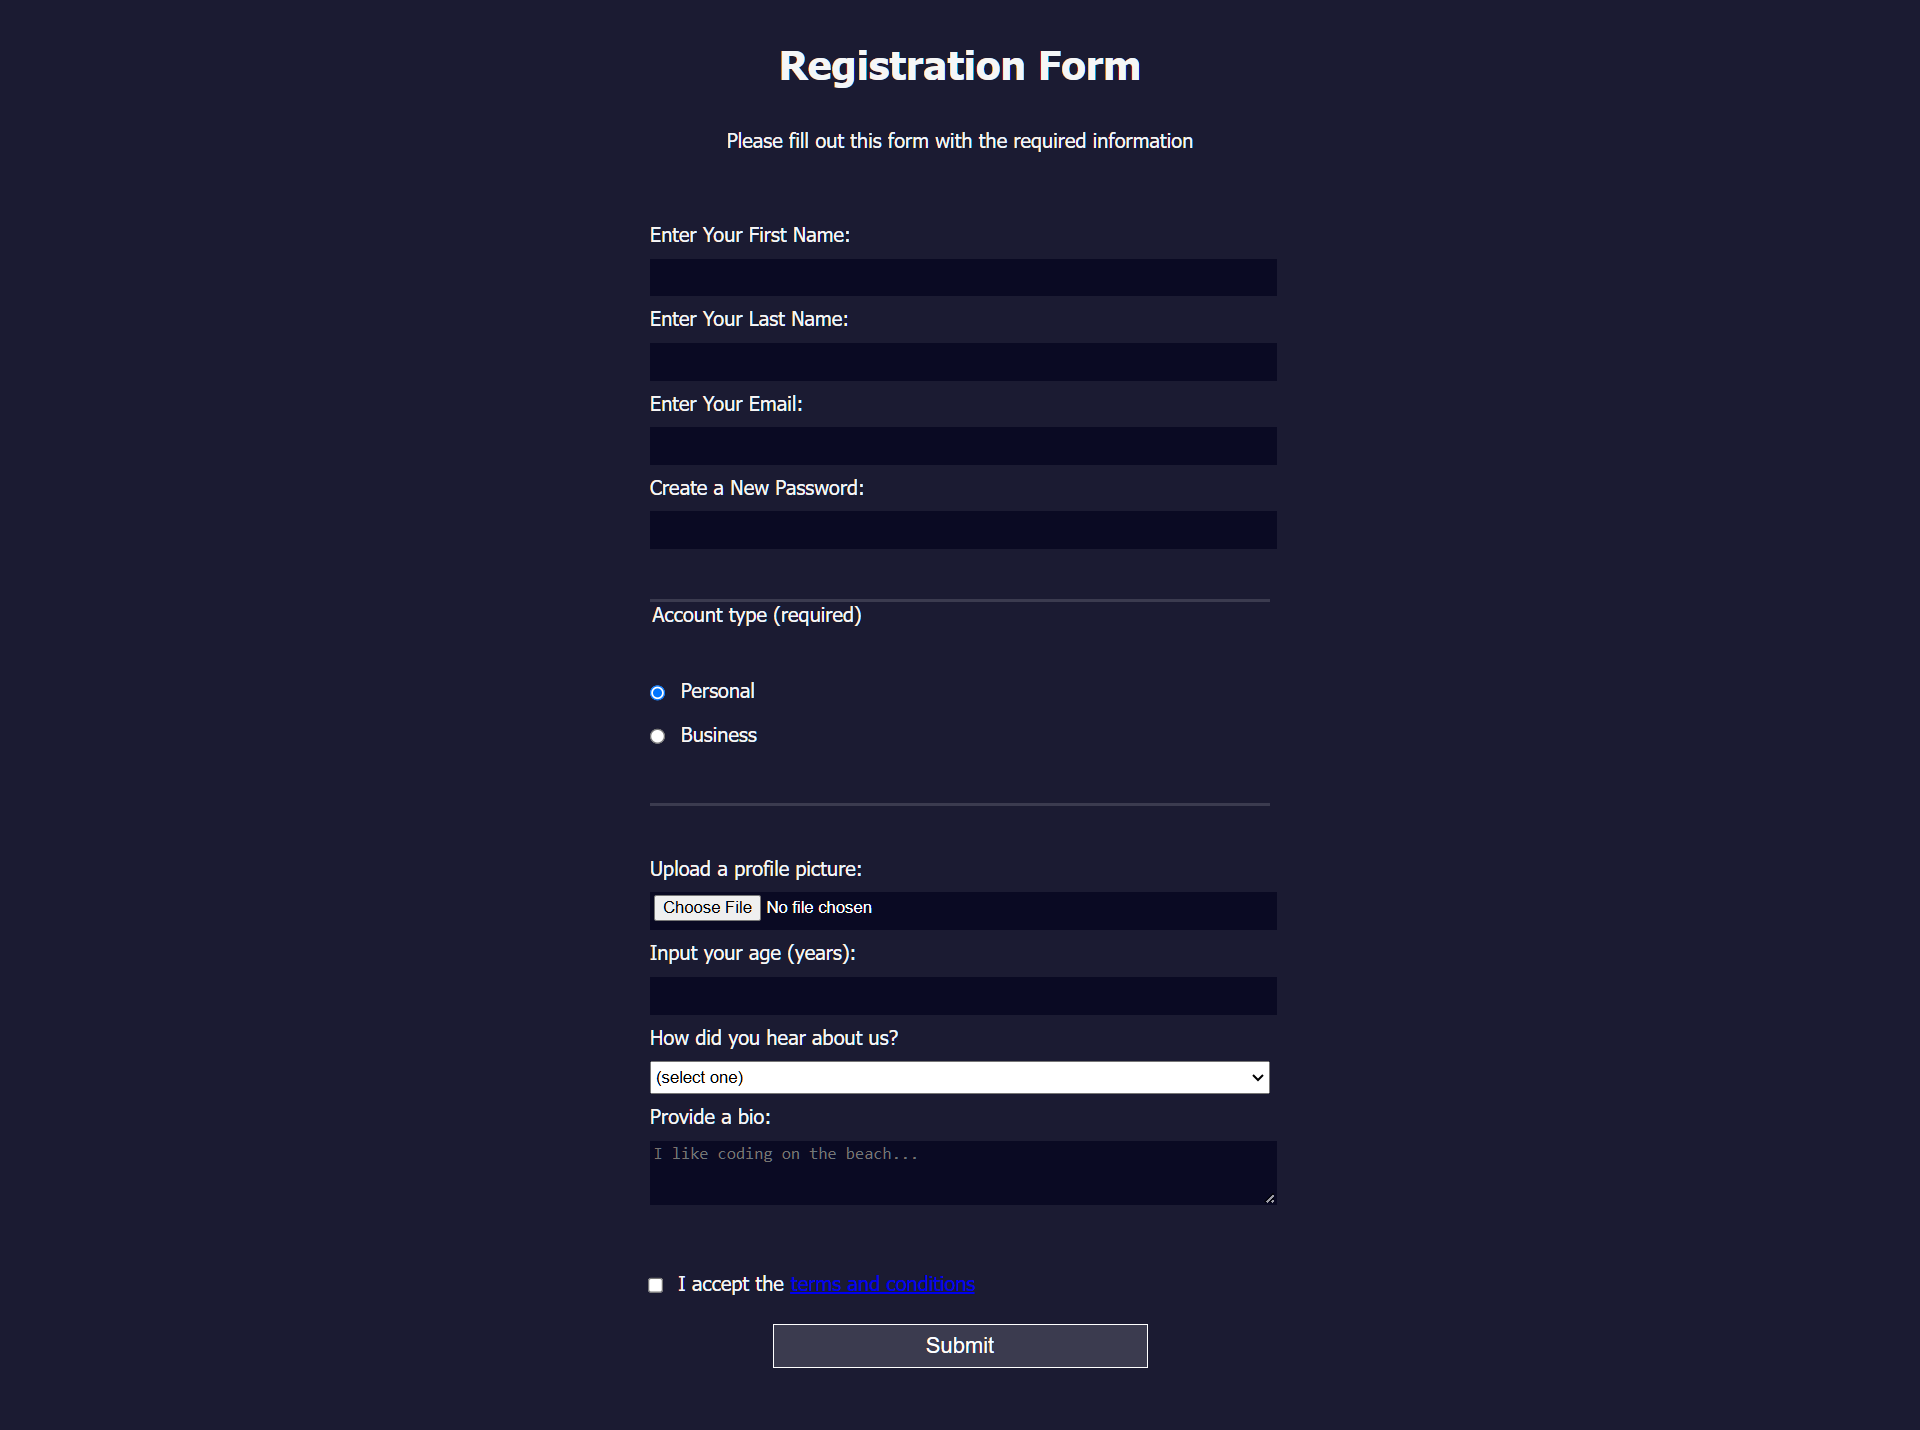 Registration Form
Please fill out this form with the required information
Enter Your First Name:
Enter Your Last Name:
Enter Your Email:
Create a New Password:
Account type (required)
Personal
Business
Upload a profile picture:
Choose File No file chosen
Input your age (years):
How did you hear about us?
(select one)
Provide a bio:
I like coding on the beach...
I accept the terms and conditions
Submit